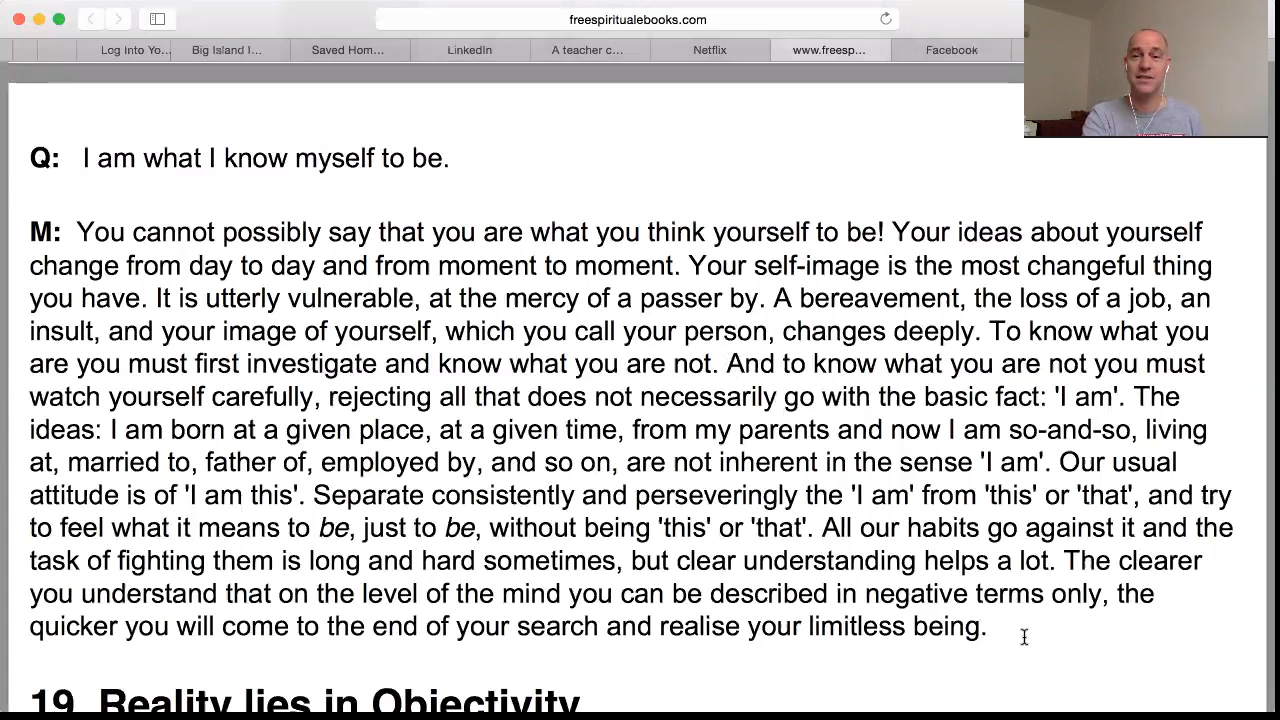 freespiritualebooks.com
Log Into Yo... Big Island I... Saved Hom... LinkedIn A teacher c... Netflix www.freesp... Facebook
Q: I am what I know myself to be.
M: You cannot possibly say that you are what you think yourself to be! Your ideas about yourself
change from day to day and from moment to moment. Your self-image is the most changeful thing
you have. It is utterly vulnerable, at the mercy of a passer by. A bereavement, the loss of a job, an
insult, and your image of yourself, which you call your person, changes deeply. To know what you
are you must first investigate and know what you are not. And to know what you are not you must
watch yourself carefully, rejecting all that does not necessarily go with the basic fact: 'I am'. The
ideas: I am born at a given place, at a given time, from my parents and now I am so-and-so, living
at, married to, father of, employed by, and so on, are not inherent in the sense 'I am'. Our usual
attitude is of 'I am this'. Separate consistently and perseveringly the 'I am' from 'this' or 'that', and try
to feel what it means to be, just to be, without being 'this' or 'that'. All our habits go against it and the
task of fighting them is long and hard sometimes, but clear understanding helps a lot. The clearer
you understand that on the level of the mind you can be described in negative terms only, the
quicker you will come to the end of your search and realise your limitless being.
19. Reality lies in Objectivity